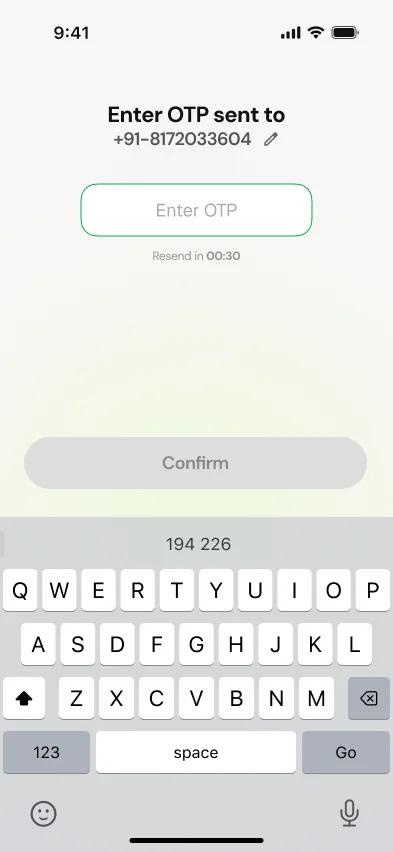 9:41
Enter OTP sent to
+91-8172033604
Enter OTP
Resend in 00:30
Confirm
194 226
Q W E R T Y U I O P
A S D F G H J K L
Z X C V B N M
123 space Go